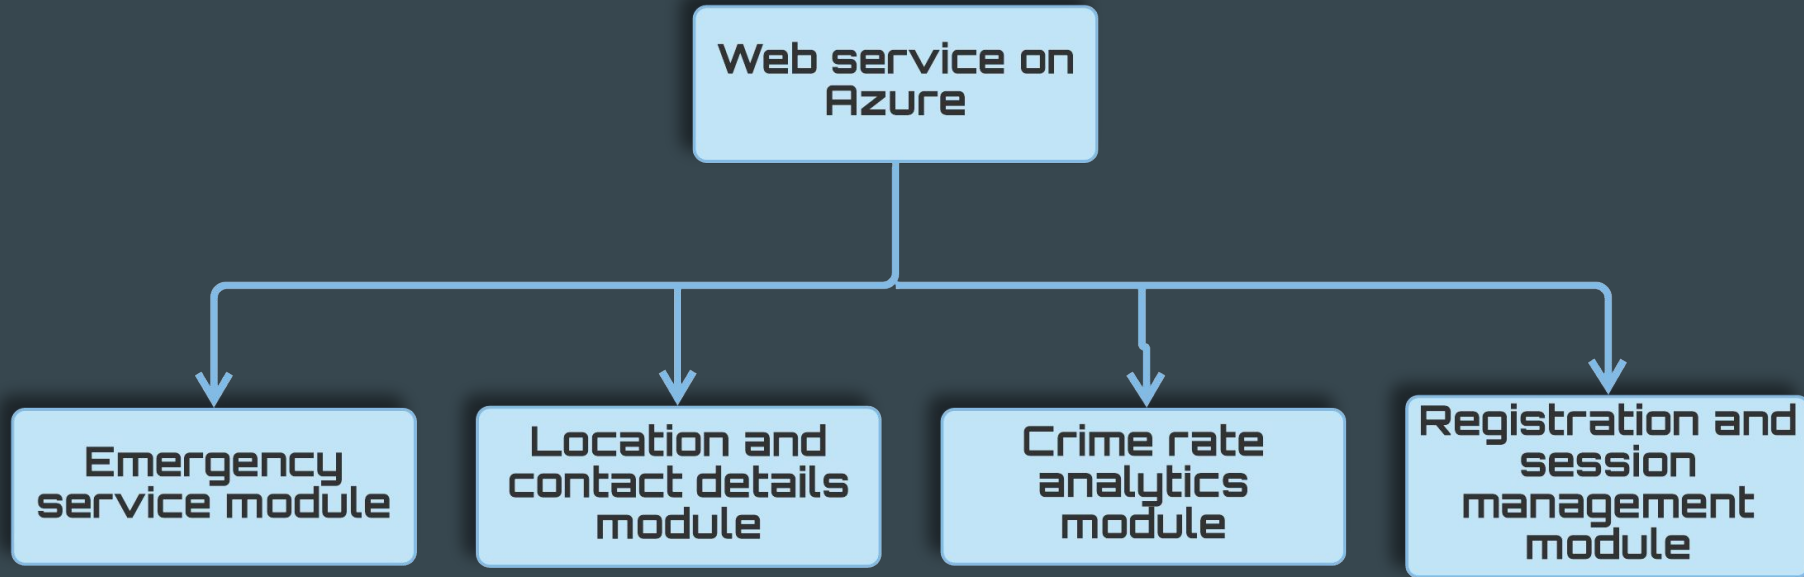 Web service on
Azure
Emergency
service module
Location and
contact details
module
Crime rate
analytics
module
Registration and
session
management
module